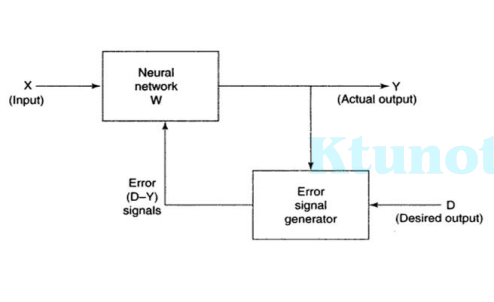 X
(Input)
Neural
network
W
Y
(Actual output)
Ktunot
Error
(D–Y)
signals
Error
signal
generator
D
(Desired output)